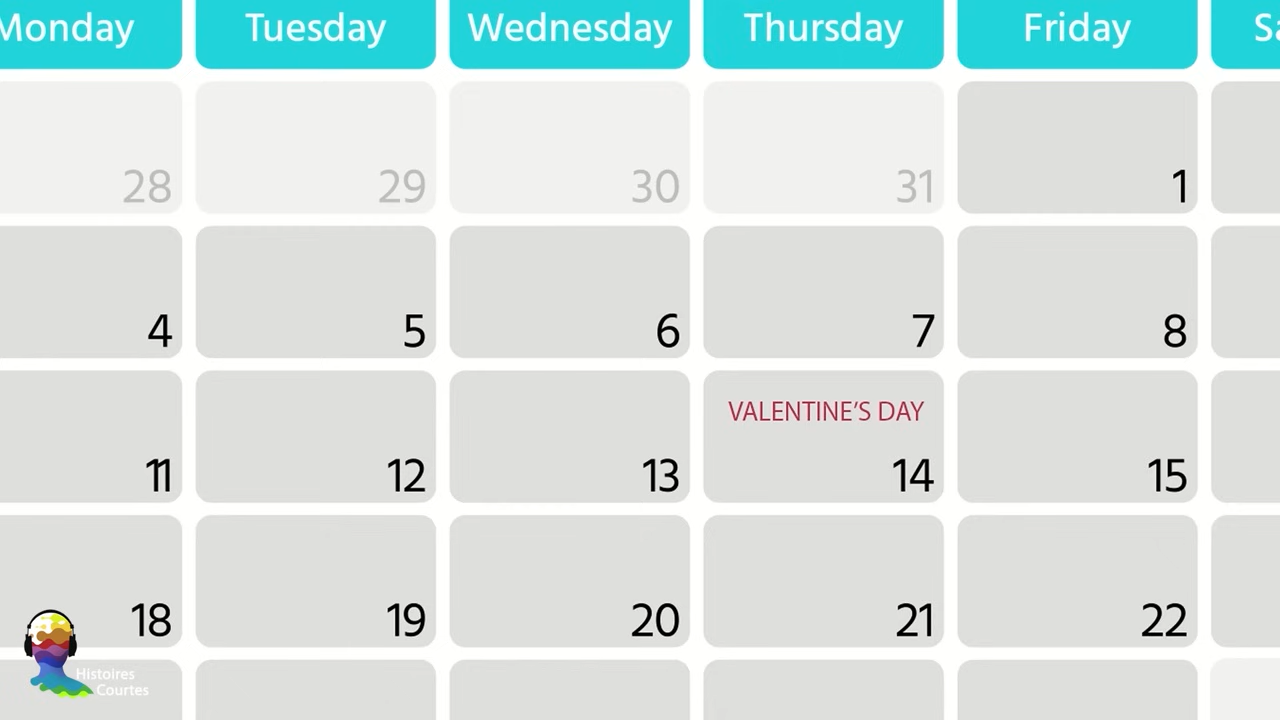 Monday Tuesday Wednesday Thursday Friday Sa
28 29 30 31 1
4 5 6 7 8
VALENTINE'S DAY
11 12 13 14 15
18 19 20 21 22
Histoires
Courtes